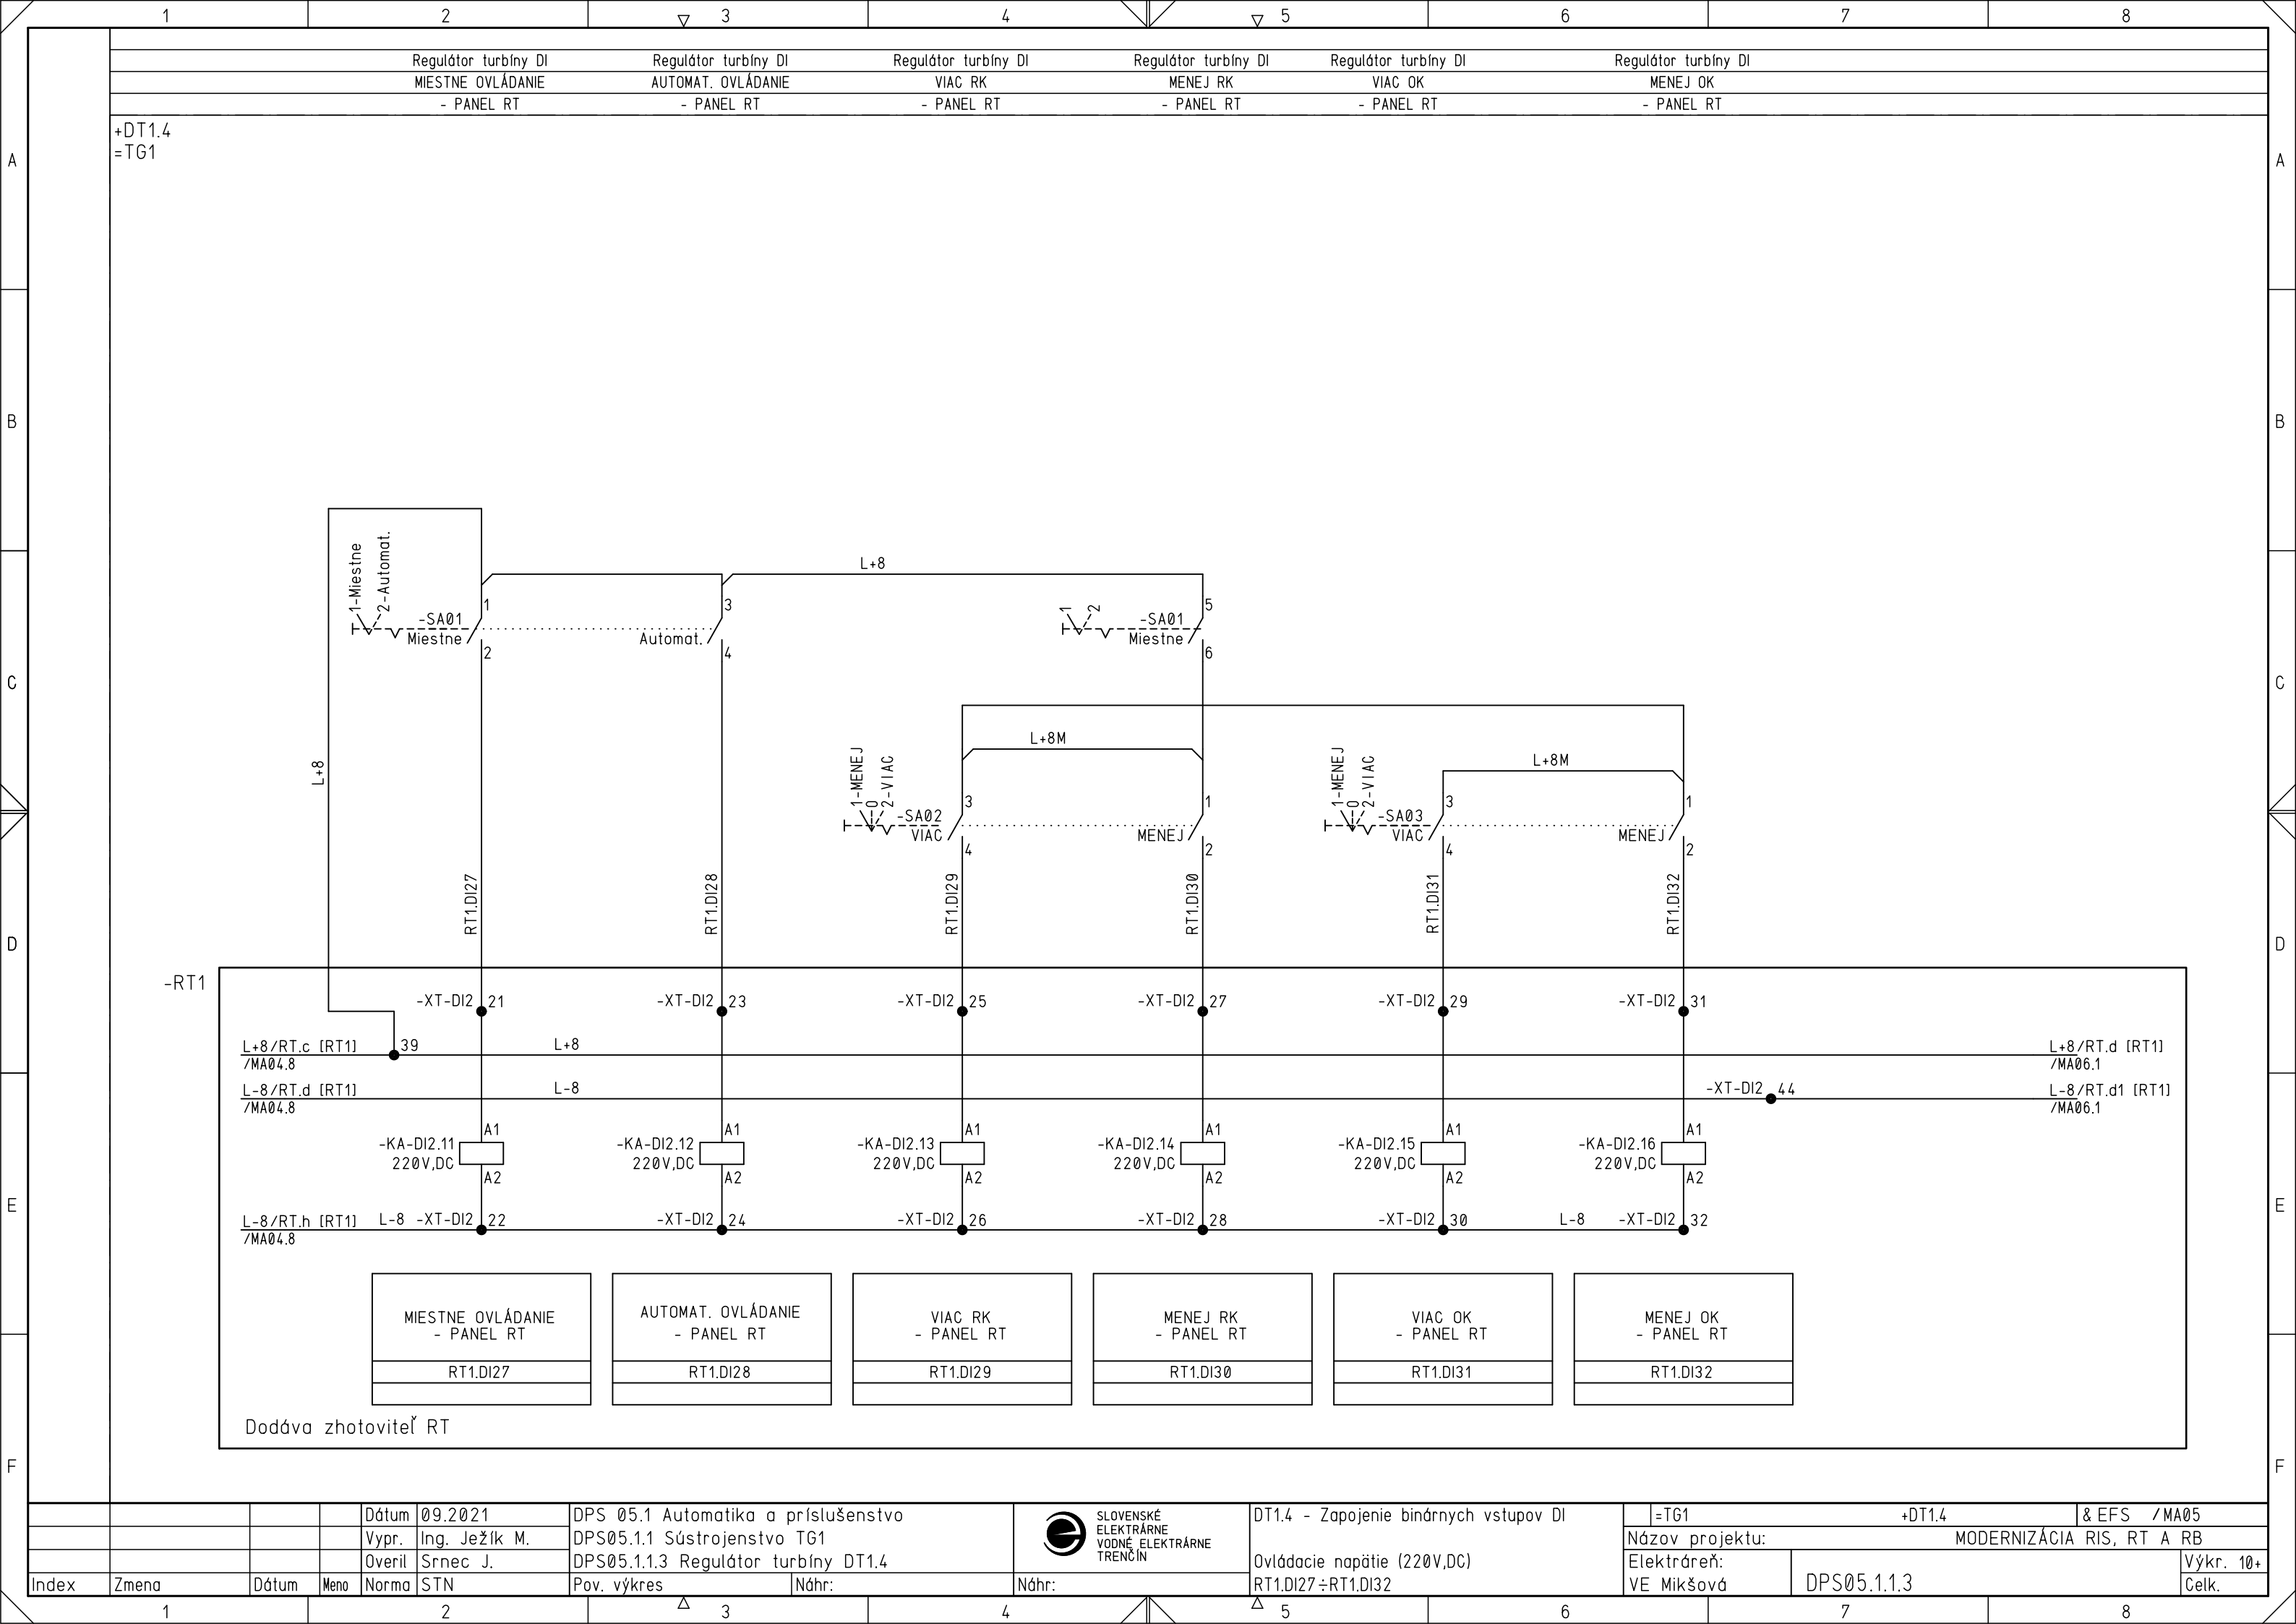 1 2 3 4 5 6 7 8
Regulátor turbíny DI Regulátor turbíny DI Regulátor turbíny DI Regulátor turbíny DI Regulátor turbíny DI Regulátor turbíny DI
MIESTNE OVLÁDANIE AUTOMAT. OVLÁDANIE VIAC RK MENEJ RK VIAC OK MENEJ OK
- PANEL RT - PANEL RT - PANEL RT - PANEL RT - PANEL RT - PANEL RT
+DT1.4
=TG1
A A
B B
1-Miestne
2-Automat.
L+8
1 3 5
-SA01 1 2 -SA01
Miestne Automat. Miestne
2 4 6
C C
L+8M
L+8M
L+8
1-MENEJ
0
2-VIAC
1-MENEJ
0
2-VIAC
3 1 3 1
-SA02 -SA03
VIAC MENEJ VIAC MENEJ
4 2 4 2
RT1.DI27 RT1.DI28 RT1.DI29 RT1.DI30 RT1.DI31 RT1.DI32
D D
-RT1
-XT-DI2 21 -XT-DI2 23 -XT-DI2 25 -XT-DI2 27 -XT-DI2 29 -XT-DI2 31
L+8/RT.c [RT1] 39 L+8 L+8/RT.d [RT1]
/MA04.8 /MA06.1
L-8/RT.d [RT1] L-8 -XT-DI2 44 L-8/RT.d1 [RT1]
/MA04.8 /MA06.1
A1 A1 A1 A1 A1 A1
-KA-DI2.11 -KA-DI2.12 -KA-DI2.13 -KA-DI2.14 -KA-DI2.15 -KA-DI2.16
220V,DC 220V,DC 220V,DC 220V,DC 220V,DC 220V,DC
A2 A2 A2 A2 A2 A2
E E
L-8/RT.h [RT1] L-8 -XT-DI2 22 -XT-DI2 24 -XT-DI2 26 -XT-DI2 28 -XT-DI2 30 L-8 -XT-DI2 32
/MA04.8
MIESTNE OVLÁDANIE AUTOMAT. OVLÁDANIE VIAC RK MENEJ RK VIAC OK MENEJ OK
- PANEL RT - PANEL RT - PANEL RT - PANEL RT - PANEL RT - PANEL RT
RT1.DI27 RT1.DI28 RT1.DI29 RT1.DI30 RT1.DI31 RT1.DI32
Dodáva zhotoviteľ RT
F F
Dátum 09.2021 DPS 05.1 Automatika a príslušenstvo SLOVENSKÉ DT1.4 - Zapojenie binárnych vstupov DI =TG1 +DT1.4 & EFS /MA05
ELEKTRÁRNE
Vypr. Ing. Ježík M. DPS05.1.1 Sústrojenstvo TG1 VODNÉ ELEKTRÁRNE Názov projektu: MODERNIZÁCIA RIS, RT A RB
TRENČÍN
Overil Srnec J. DPS05.1.1.3 Regulátor turbíny DT1.4 Ovládacie napätie (220V,DC) Elektráreň: Výkr. 10+
Index Zmena Dátum Meno Norma STN Pov. výkres Náhr: Náhr: RT1.DI27÷RT1.DI32 VE Mikšová DPS05.1.1.3 Celk.
1 2 3 4 5 6 7 8